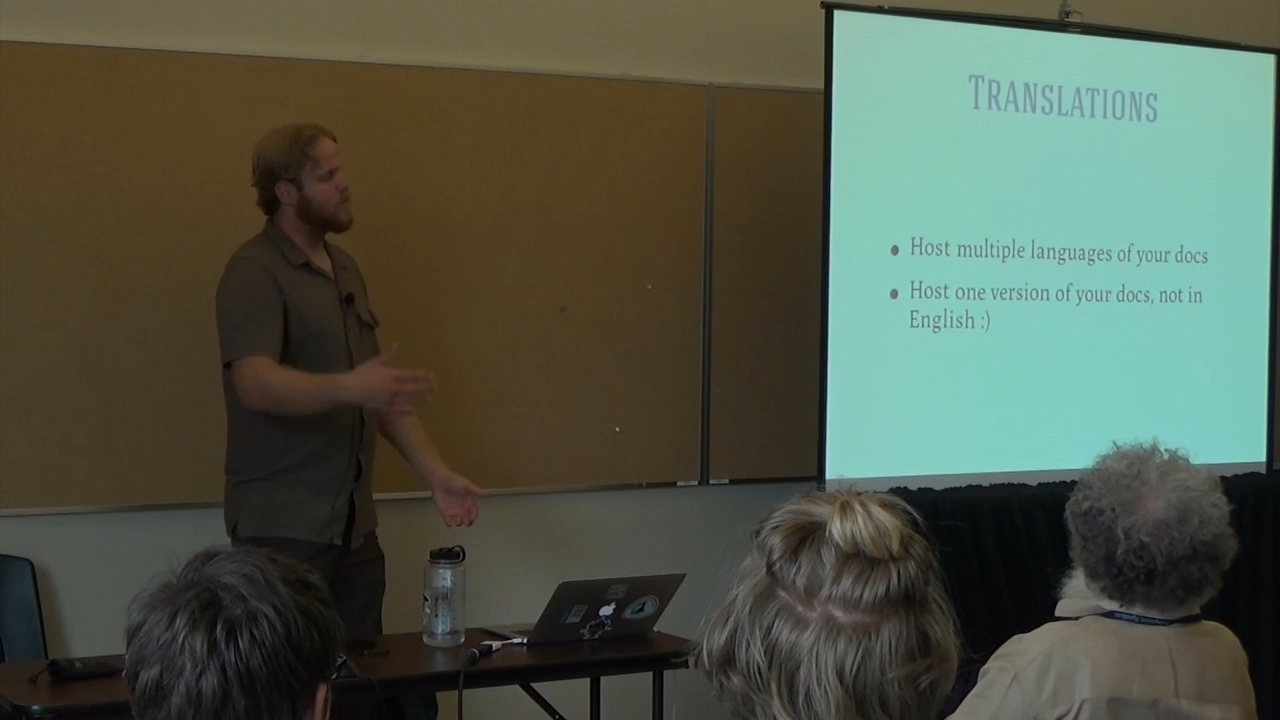 TRANSLATIONS
• Host multiple languages of your docs
• Host one version of your docs, not in
English :)